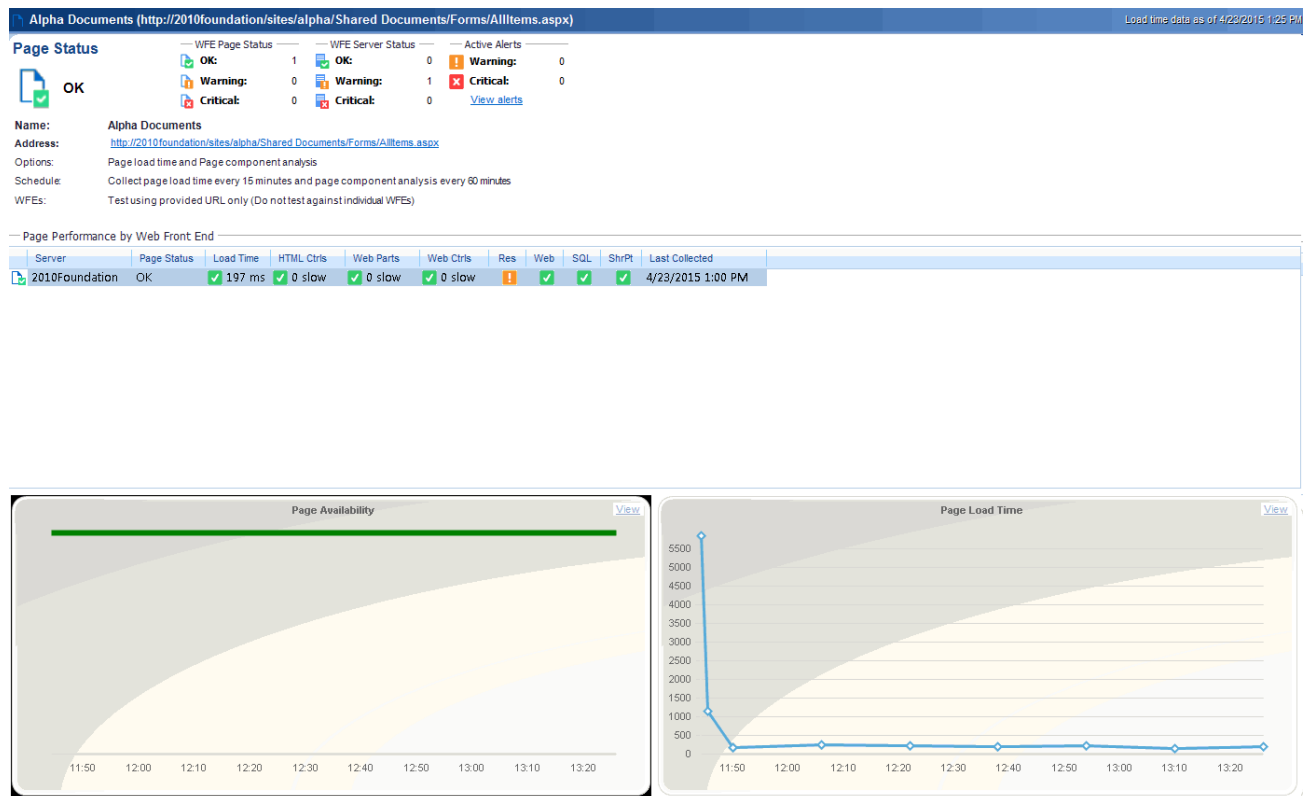 Alpha Documents (http://2010foundation/sites/alpha/Shared Documents/Forms/AllItems.aspx)
Load time data as of 4/23/2015 1:25 PM
Page Status
OK
WFE Page Status
OK: 1
Warning: 0
Critical: 0
WFE Server Status
OK: 0
Warning: 1
Critical: 0
Active Alerts
Warning: 0
Critical: 0
View alerts
Name: Alpha Documents
Address: http://2010foundation/sites/alpha/Shared Documents/Forms/AllItems.aspx
Options: Page load time and Page component analysis
Schedule: Collect page load time every 15 minutes and page component analysis every 60 minutes
WFEs: Test using provided URL only (Do not test against individual WFEs)
Page Performance by Web Front End
Server Page Status Load Time HTML Ctrls Web Parts Web Ctrls Res Web SQL ShrPt Last Collected
2010Foundation OK 197 ms 0 slow 0 slow 0 slow 4/23/2015 1:00 PM
Page Availability View
11:50 12:00 12:10 12:20 12:30 12:40 12:50 13:00 13:10 13:20
Page Load Time View
5500
5000
4500
4000
3500
3000
2500
2000
1500
1000
500
0
11:50 12:00 12:10 12:20 12:30 12:40 12:50 13:00 13:10 13:20